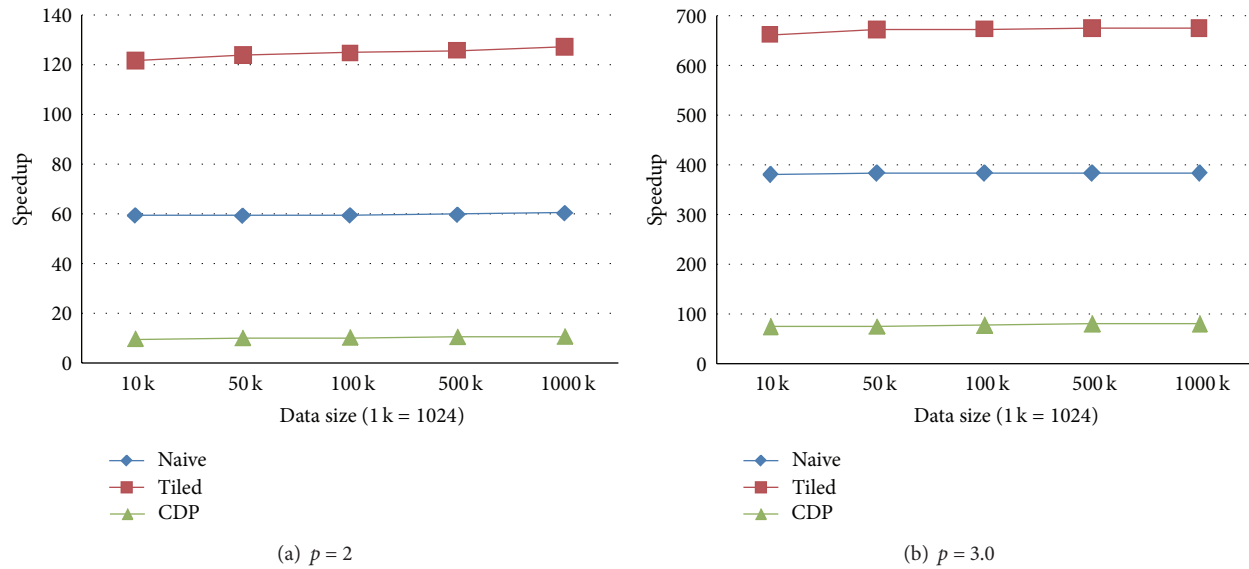 140
120
100
80
60
40
20
0
Speedup
10 k 50 k 100 k 500 k 1000 k
Data size (1 k = 1024)
Naive
Tiled
CDP
(a) p = 2
700
600
500
400
300
200
100
0
Speedup
10 k 50 k 100 k 500 k 1000 k
Data size (1 k = 1024)
Naive
Tiled
CDP
(b) p = 3.0